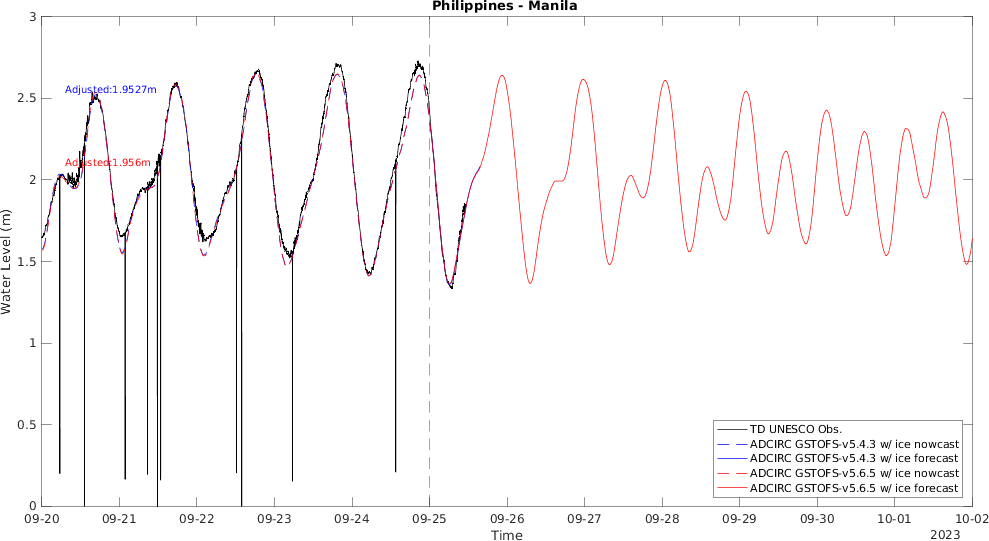 Philippines - Manila
3
2.5
2
1.5
1
0.5
0
Water Level (m)
Adjusted:1.9527m
Adjusted:1.956m
TD UNESCO Obs.
ADCIRC GSTOFS-v5.4.3 w/ ice nowcast
ADCIRC GSTOFS-v5.4.3 w/ ice forecast
ADCIRC GSTOFS-v5.6.5 w/ ice nowcast
ADCIRC GSTOFS-v5.6.5 w/ ice forecast
09-20 09-21 09-22 09-23 09-24 09-25 09-26 09-27 09-28 09-29 09-30 10-01 10-02
Time
2023